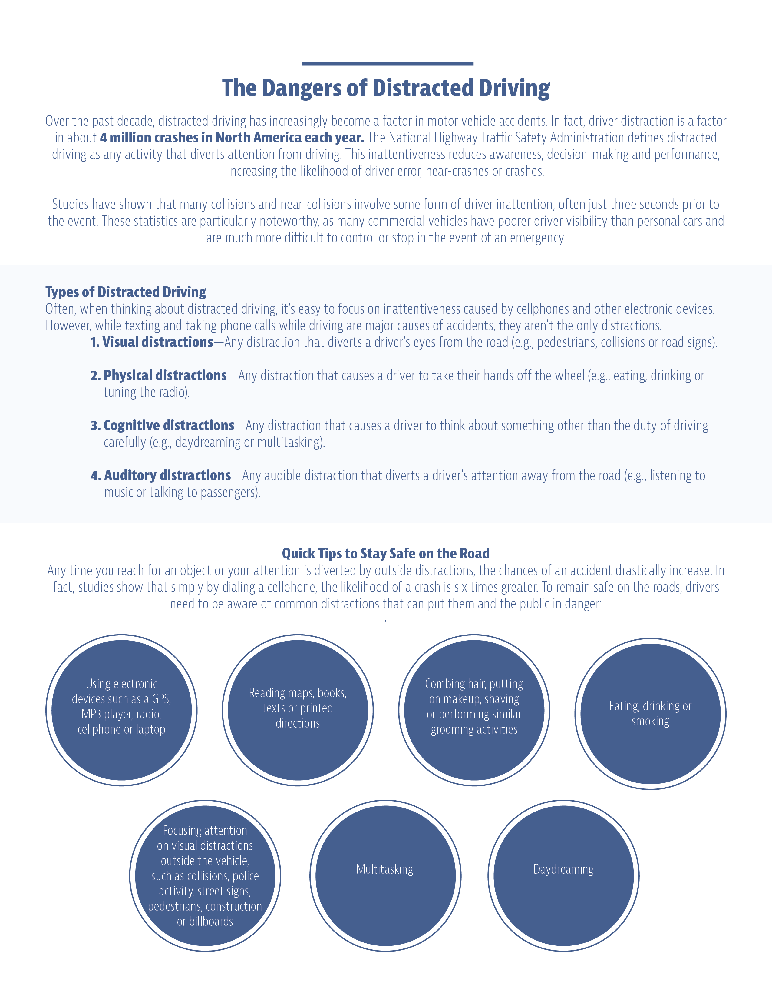 The Dangers of Distracted Driving
Over the past decade, distracted driving has increasingly become a factor in motor vehicle accidents. In fact, driver distraction is a factor
in about 4 million crashes in North America each year. The National Highway Traffic Safety Administration defines distracted
driving as any activity that diverts attention from driving. This inattentiveness reduces awareness, decision-making and performance,
increasing the likelihood of driver error, near-crashes or crashes.
Studies have shown that many collisions and near-collisions involve some form of driver inattention, often just three seconds prior to
the event. These statistics are particularly noteworthy, as many commercial vehicles have poorer driver visibility than personal cars and
are much more difficult to control or stop in the event of an emergency.
Types of Distracted Driving
Often, when thinking about distracted driving, it’s easy to focus on inattentiveness caused by cellphones and other electronic devices.
However, while texting and taking phone calls while driving are major causes of accidents, they aren’t the only distractions.
1. Visual distractions—Any distraction that diverts a driver’s eyes from the road (e.g., pedestrians, collisions or road signs).
2. Physical distractions—Any distraction that causes a driver to take their hands off the wheel (e.g., eating, drinking or
tuning the radio).
3. Cognitive distractions—Any distraction that causes a driver to think about something other than the duty of driving
carefully (e.g., daydreaming or multitasking).
4. Auditory distractions—Any audible distraction that diverts a driver’s attention away from the road (e.g., listening to
music or talking to passengers).
Quick Tips to Stay Safe on the Road
Any time you reach for an object or your attention is diverted by outside distractions, the chances of an accident drastically increase. In
fact, studies show that simply by dialing a cellphone, the likelihood of a crash is six times greater. To remain safe on the roads, drivers
need to be aware of common distractions that can put them and the public in danger:
.
Using electronic
devices such as a GPS,
MP3 player, radio,
cellphone or laptop
Reading maps, books,
texts or printed
directions
Combing hair, putting
on makeup, shaving
or performing similar
grooming activities
Eating, drinking or
smoking
Focusing attention
on visual distractions
outside the vehicle,
such as collisions, police
activity, street signs,
pedestrians, construction
or billboards
Multitasking
Daydreaming